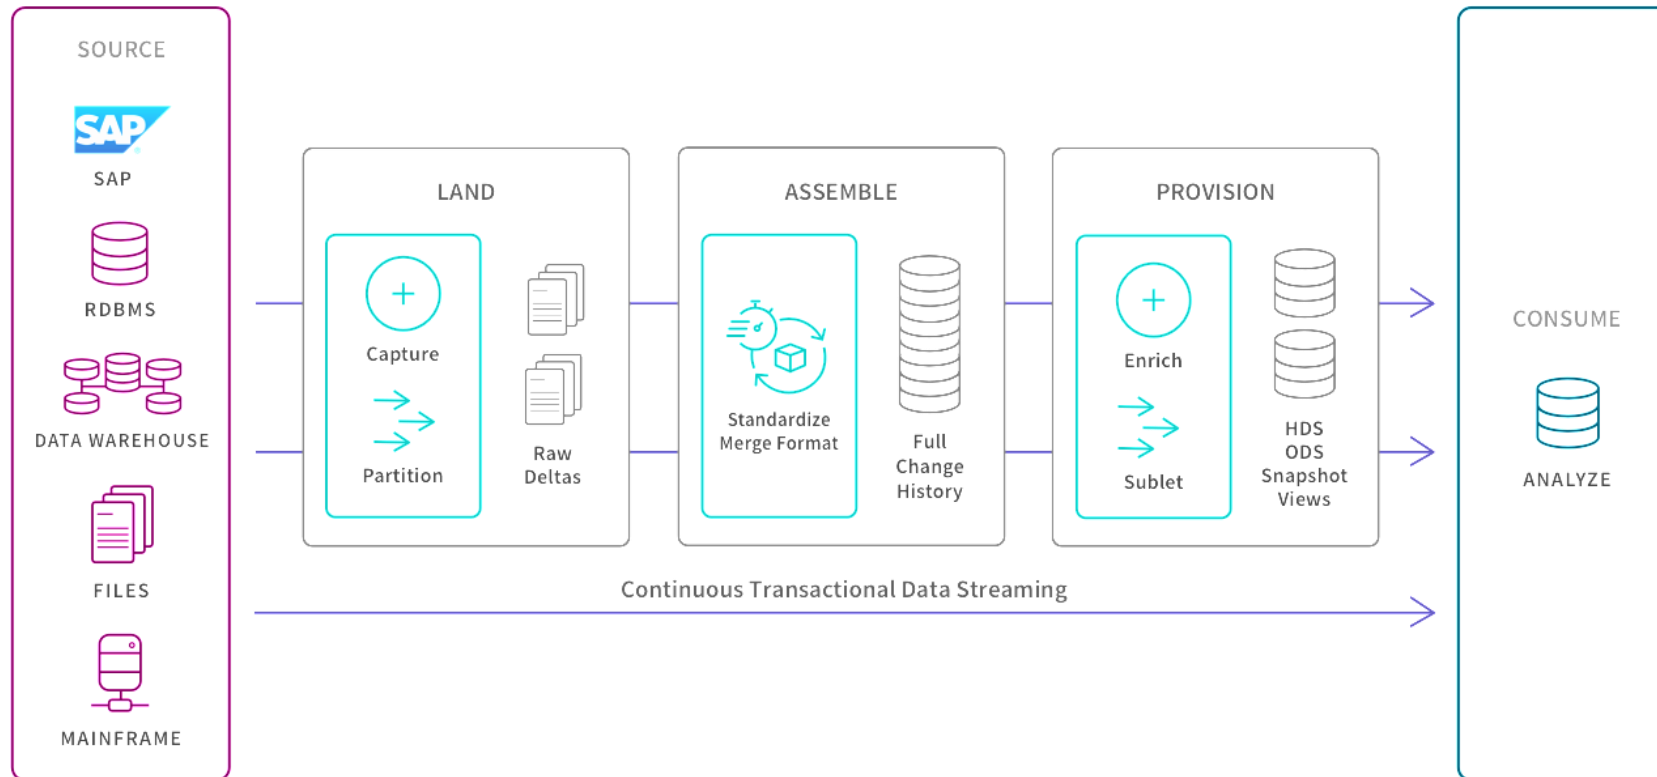 SOURCE
SAP
SAP
RDBMS
DATA WAREHOUSE
FILES
MAINFRAME
LAND
Capture
Partition
Raw
Deltas
ASSEMBLE
Standardize
Merge Format
Full
Change
History
PROVISION
Enrich
Sublet
HDS
ODS
Snapshot
Views
Continuous Transactional Data Streaming
CONSUME
ANALYZE